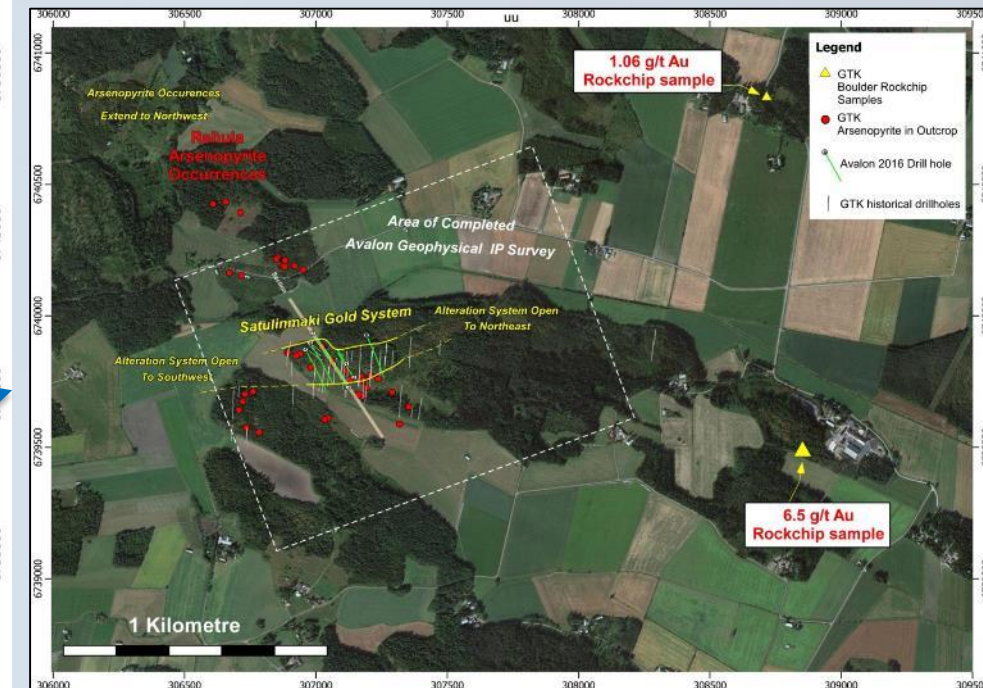 306000 306500 307000 307500 308000 308500 309000 30950
6741000
6740500
6740000
6739500
6739000
Arsenopyrite Occurences
Extend to Northwest
Rehula
Arsenopyrite
Occurrences
1.06 g/t Au
Rockchip sample
Legend
GTK
Boulder Rockchip
Samples
GTK
Arsenopyrite in Outcrop
Avalon 2016 Drill hole
GTK historical drillholes
Area of Completed
Avalon Geophysical IP Survey
Satulinmaki Gold System
Alteration System Open
To Northeast
Alteration System Open
To Southwest
6.5 g/t Au
Rockchip sample
1 Kilometre
306000 306500 307000 307500 308000 308500 309000 30950